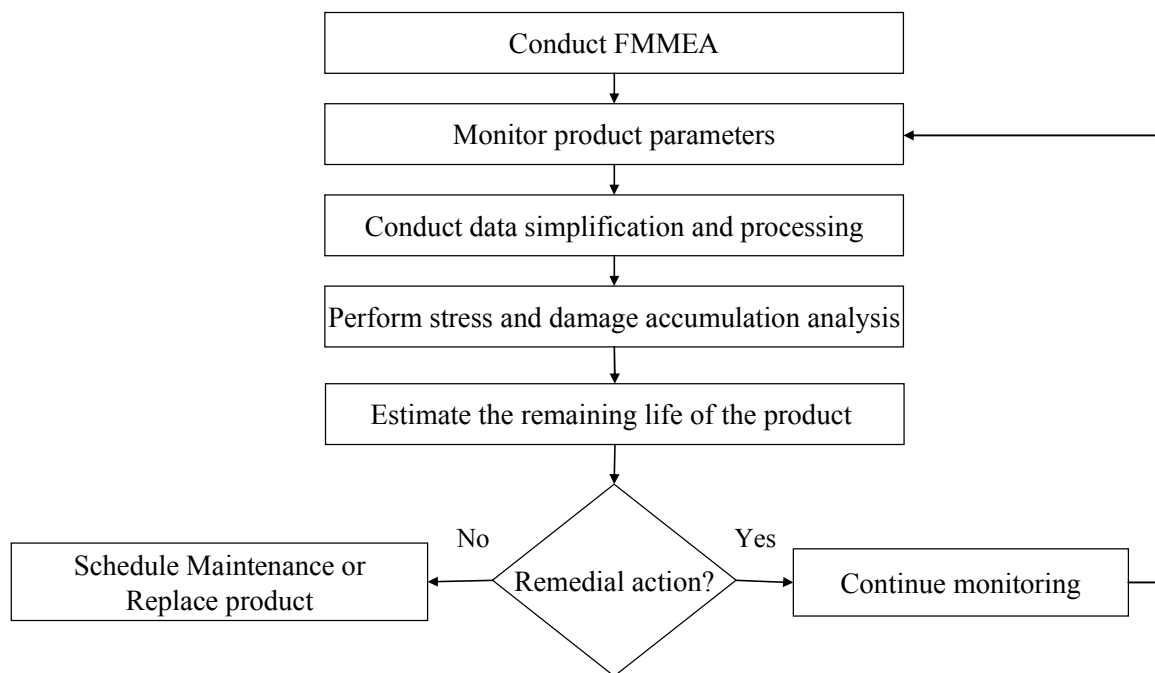 Conduct FMMEA
Monitor product parameters
Conduct data simplification and processing
Perform stress and damage accumulation analysis
Estimate the remaining life of the product
No
Yes
Schedule Maintenance or
Replace product
Remedial action?
Continue monitoring